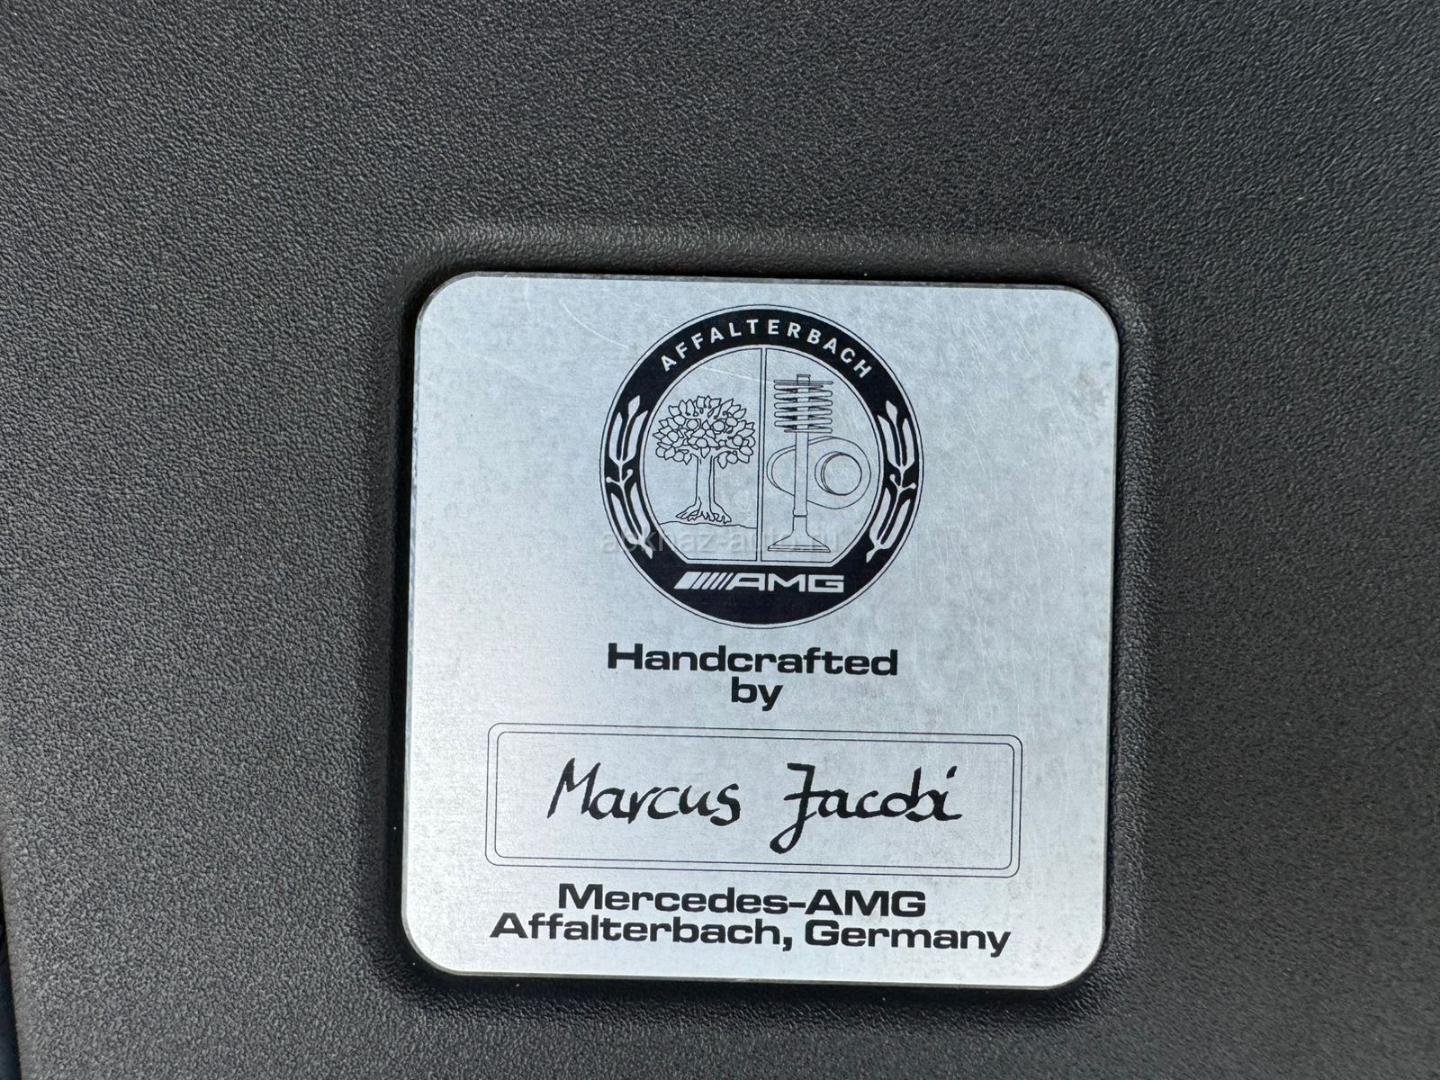 AFFALTERBACH
AMG
Handcrafted
by
Marcus Jacobi
Mercedes-AMG
Affalterbach, Germany